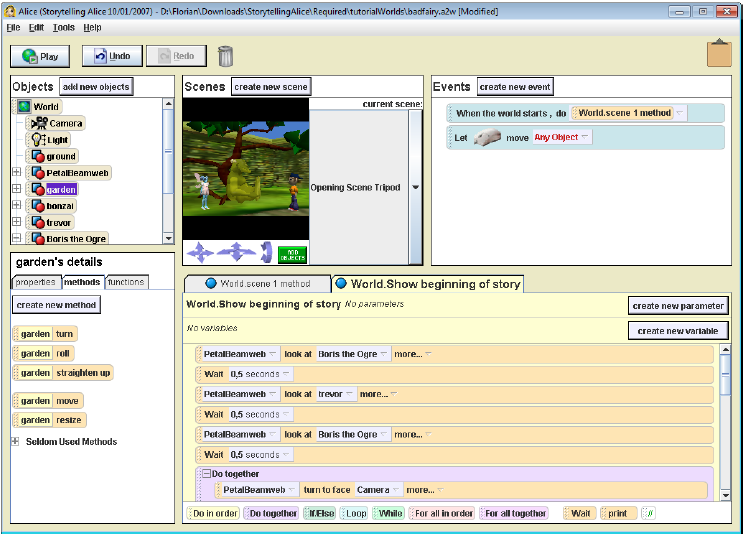 Alice (Storytelling Alice 10/01/2007) - D:\Florian\Downloads\StorytellingAlice\Required\tutorialWorlds\badfairy.a2w [Modified]
File Edit Tools Help
Play Undo Redo
Objects add new objects
World
Camera
Light
ground
PetalBeamweb
garden
bonzai
trevor
Boris the Ogre
Scenes create new scene
current scene:
Opening Scene Tripod
ADD OBJECTS
Events create new event
When the world starts, do World.scene 1 method
Let move Any Object
garden's details
properties methods functions
create new method
garden turn
garden roll
garden straighten up
garden move
garden resize
Seldom Used Methods
World.scene 1 method World.Show beginning of story
World.Show beginning of story No parameters create new parameter
No variables create new variable
PetalBeamweb look at Boris the Ogre more...
Wait 0,5 seconds
PetalBeamweb look at trevor more...
Wait 0,5 seconds
PetalBeamweb look at Boris the Ogre more...
Wait 0,5 seconds
Do together
PetalBeamweb turn to face Camera more...
Do in order Do together If/Else Loop While For all in order For all together Wait print //